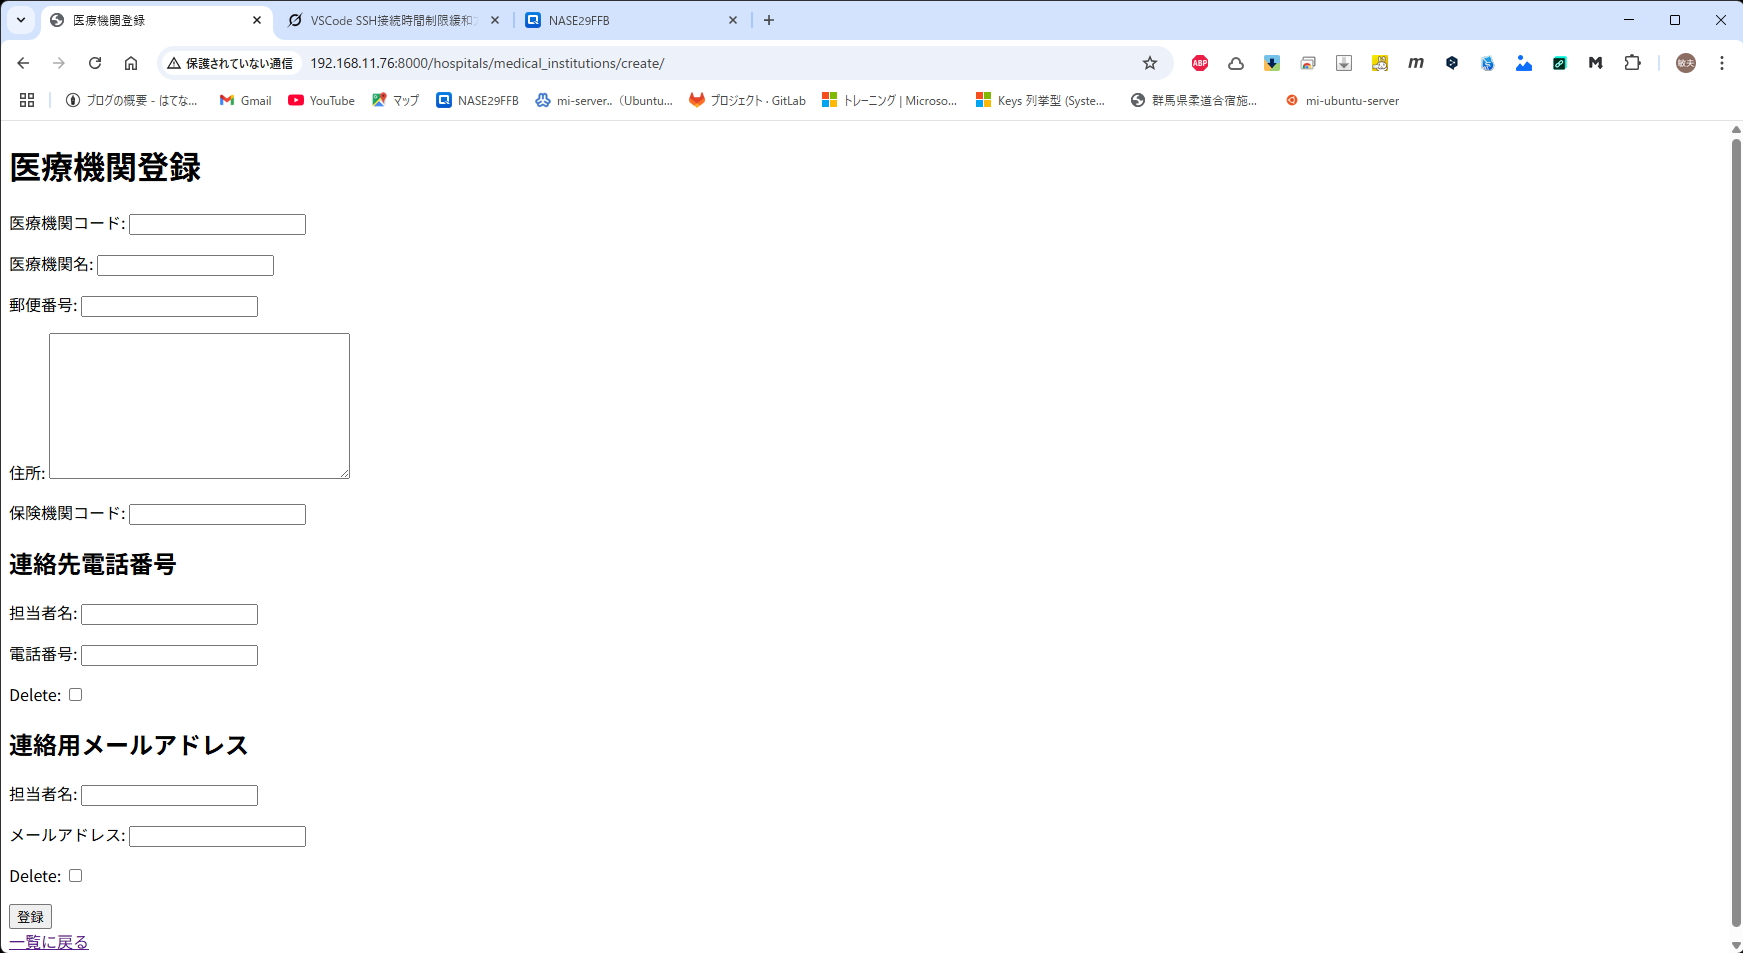 医療機関登録
VSCode SSH接続時間制限緩和
NASE29FFB
保護されていない通信
192.168.11.76:8000/hospitals/medical_institutions/create/
ABP
m
M
敏夫
ブログの概要 - はてな...
Gmail
YouTube
マップ
NASE29FFB
mi-server..（Ubuntu...
プロジェクト · GitLab
トレーニング | Microso...
Keys 列挙型 (Syste...
群馬県柔道合宿施...
mi-ubuntu-server
医療機関登録
医療機関コード:
医療機関名:
郵便番号:
住所:
保険機関コード:
連絡先電話番号
担当者名:
電話番号:
Delete:
連絡用メールアドレス
担当者名:
メールアドレス:
Delete:
登録
一覧に戻る